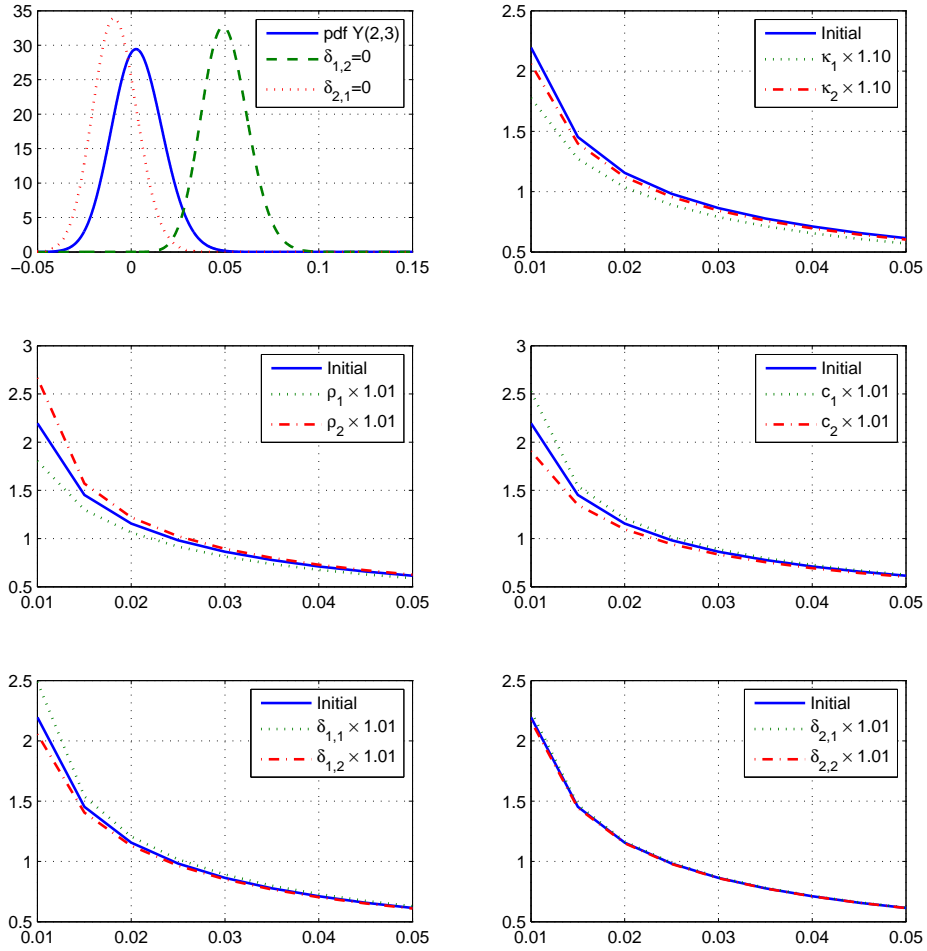 35
30
25
20
15
10
5
0
−0.05 0 0.05 0.1 0.15
pdf Y(2,3)
δ1,2=0
δ2,1=0
2.5
2
1.5
1
0.5
0.01 0.02 0.03 0.04 0.05
Initial
κ1 × 1.10
κ2 × 1.10
3
2.5
2
1.5
1
0.5
0.01 0.02 0.03 0.04 0.05
Initial
ρ1 × 1.01
ρ2 × 1.01
3
2.5
2
1.5
1
0.5
0.01 0.02 0.03 0.04 0.05
Initial
c1 × 1.01
c2 × 1.01
2.5
2
1.5
1
0.5
0.01 0.02 0.03 0.04 0.05
Initial
δ1,1 × 1.01
δ1,2 × 1.01
2.5
2
1.5
1
0.5
0.01 0.02 0.03 0.04 0.05
Initial
δ2,1 × 1.01
δ2,2 × 1.01